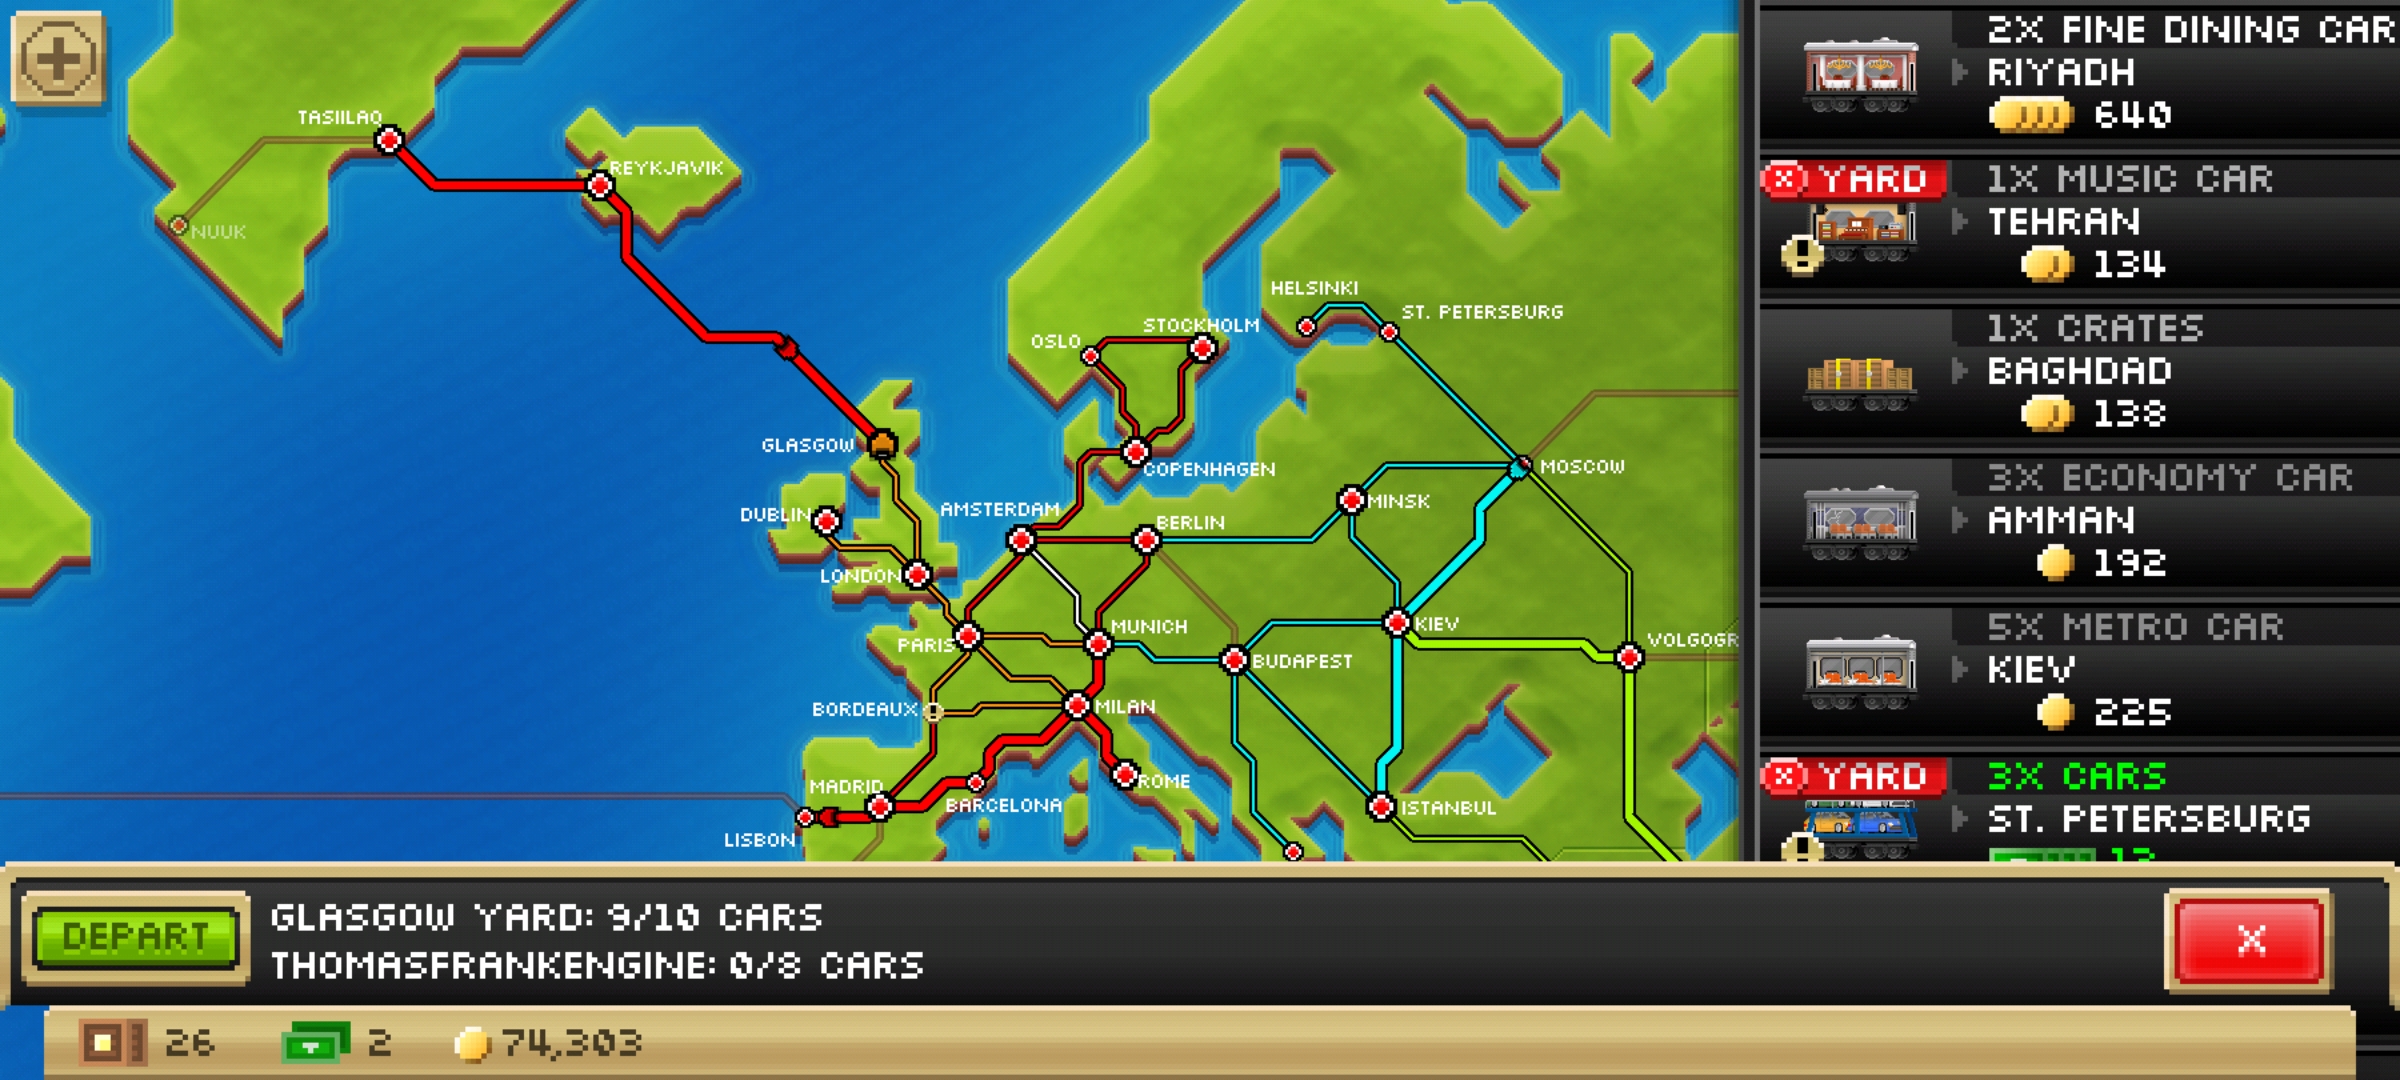 TASIILAQ
REYKJAVIK
NUUK
HELSINKI
ST. PETERSBURG
STOCKHOLM
OSLO
GLASGOW
COPENHAGEN
MOSCOW
DUBLIN
AMSTERDAM
BERLIN
MINSK
LONDON
PARIS
MUNICH
KIEV
BUDAPEST
VOLGOGR
BORDEAUX
MILAN
MADRID
BARCELONA
ROME
ISTANBUL
LISBON
2X FINE DINING CAR
RIYADH
640
YARD
1X MUSIC CAR
TEHRAN
134
1X CRATES
BAGHDAD
138
3X ECONOMY CAR
AMMAN
192
5X METRO CAR
KIEV
225
YARD
3X CARS
ST. PETERSBURG
DEPART
GLASGOW YARD: 9/10 CARS
THOMASFRANKENGINE: 0/8 CARS
X
26
2
74,303